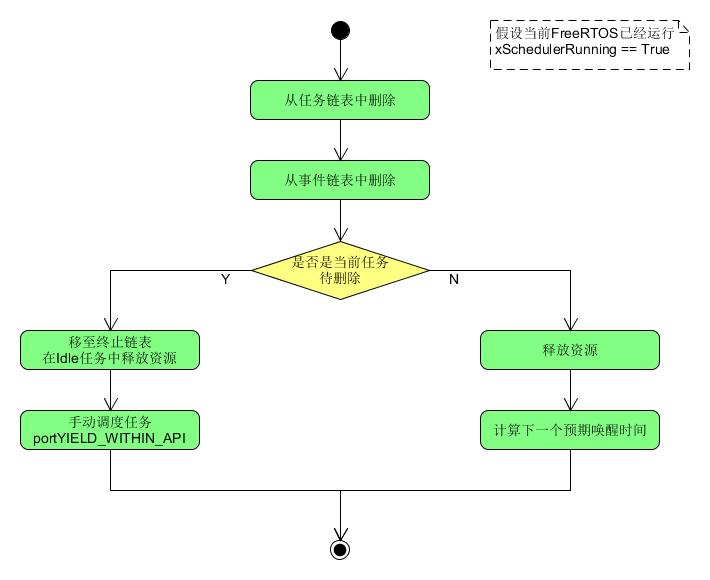 假设当前FreeRTOS已经运行
xSchedulerRunning == True
从任务链表中删除
从事件链表中删除
是否是当前任务
待删除
Y
N
移至终止链表
在Idle任务中释放资源
释放资源
手动调度任务
portYIELD_WITHIN_API
计算下一个预期唤醒时间